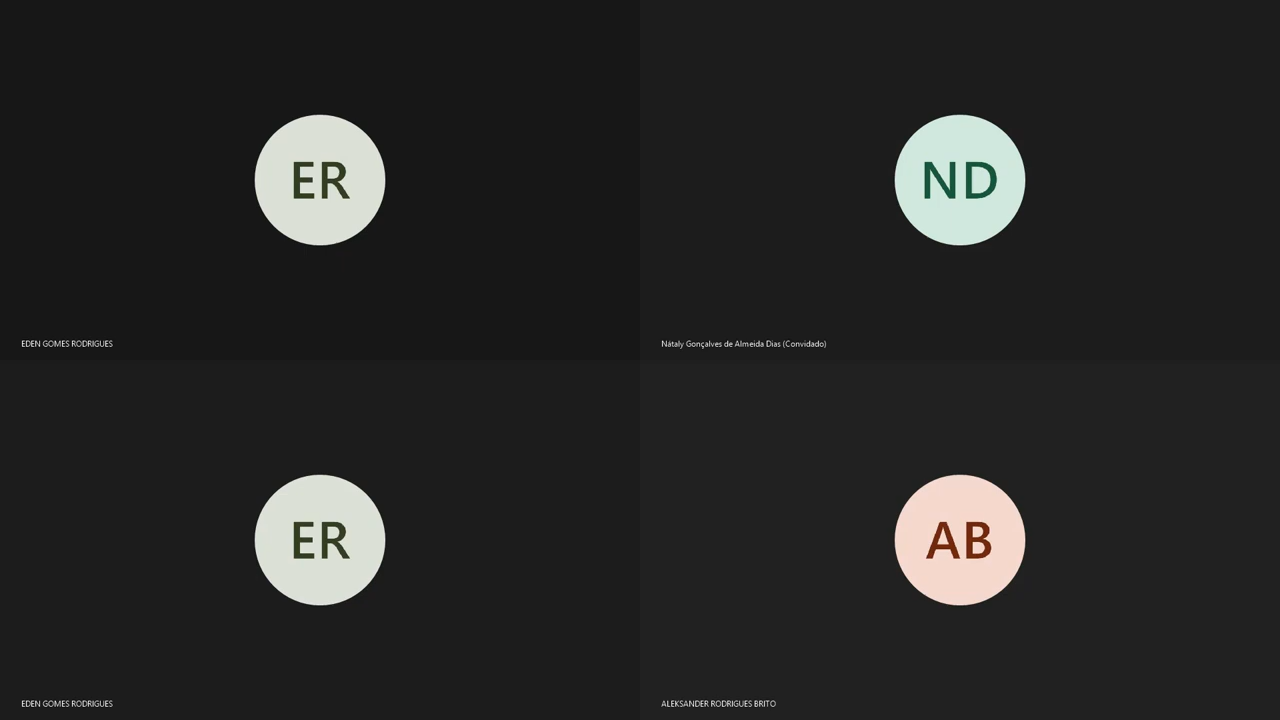 ER
EDEN GOMES RODRIGUES
ND
Nátaly Gonçalves de Almeida Dias (Convidado)
ER
EDEN GOMES RODRIGUES
AB
ALEKSANDER RODRIGUES BRITO